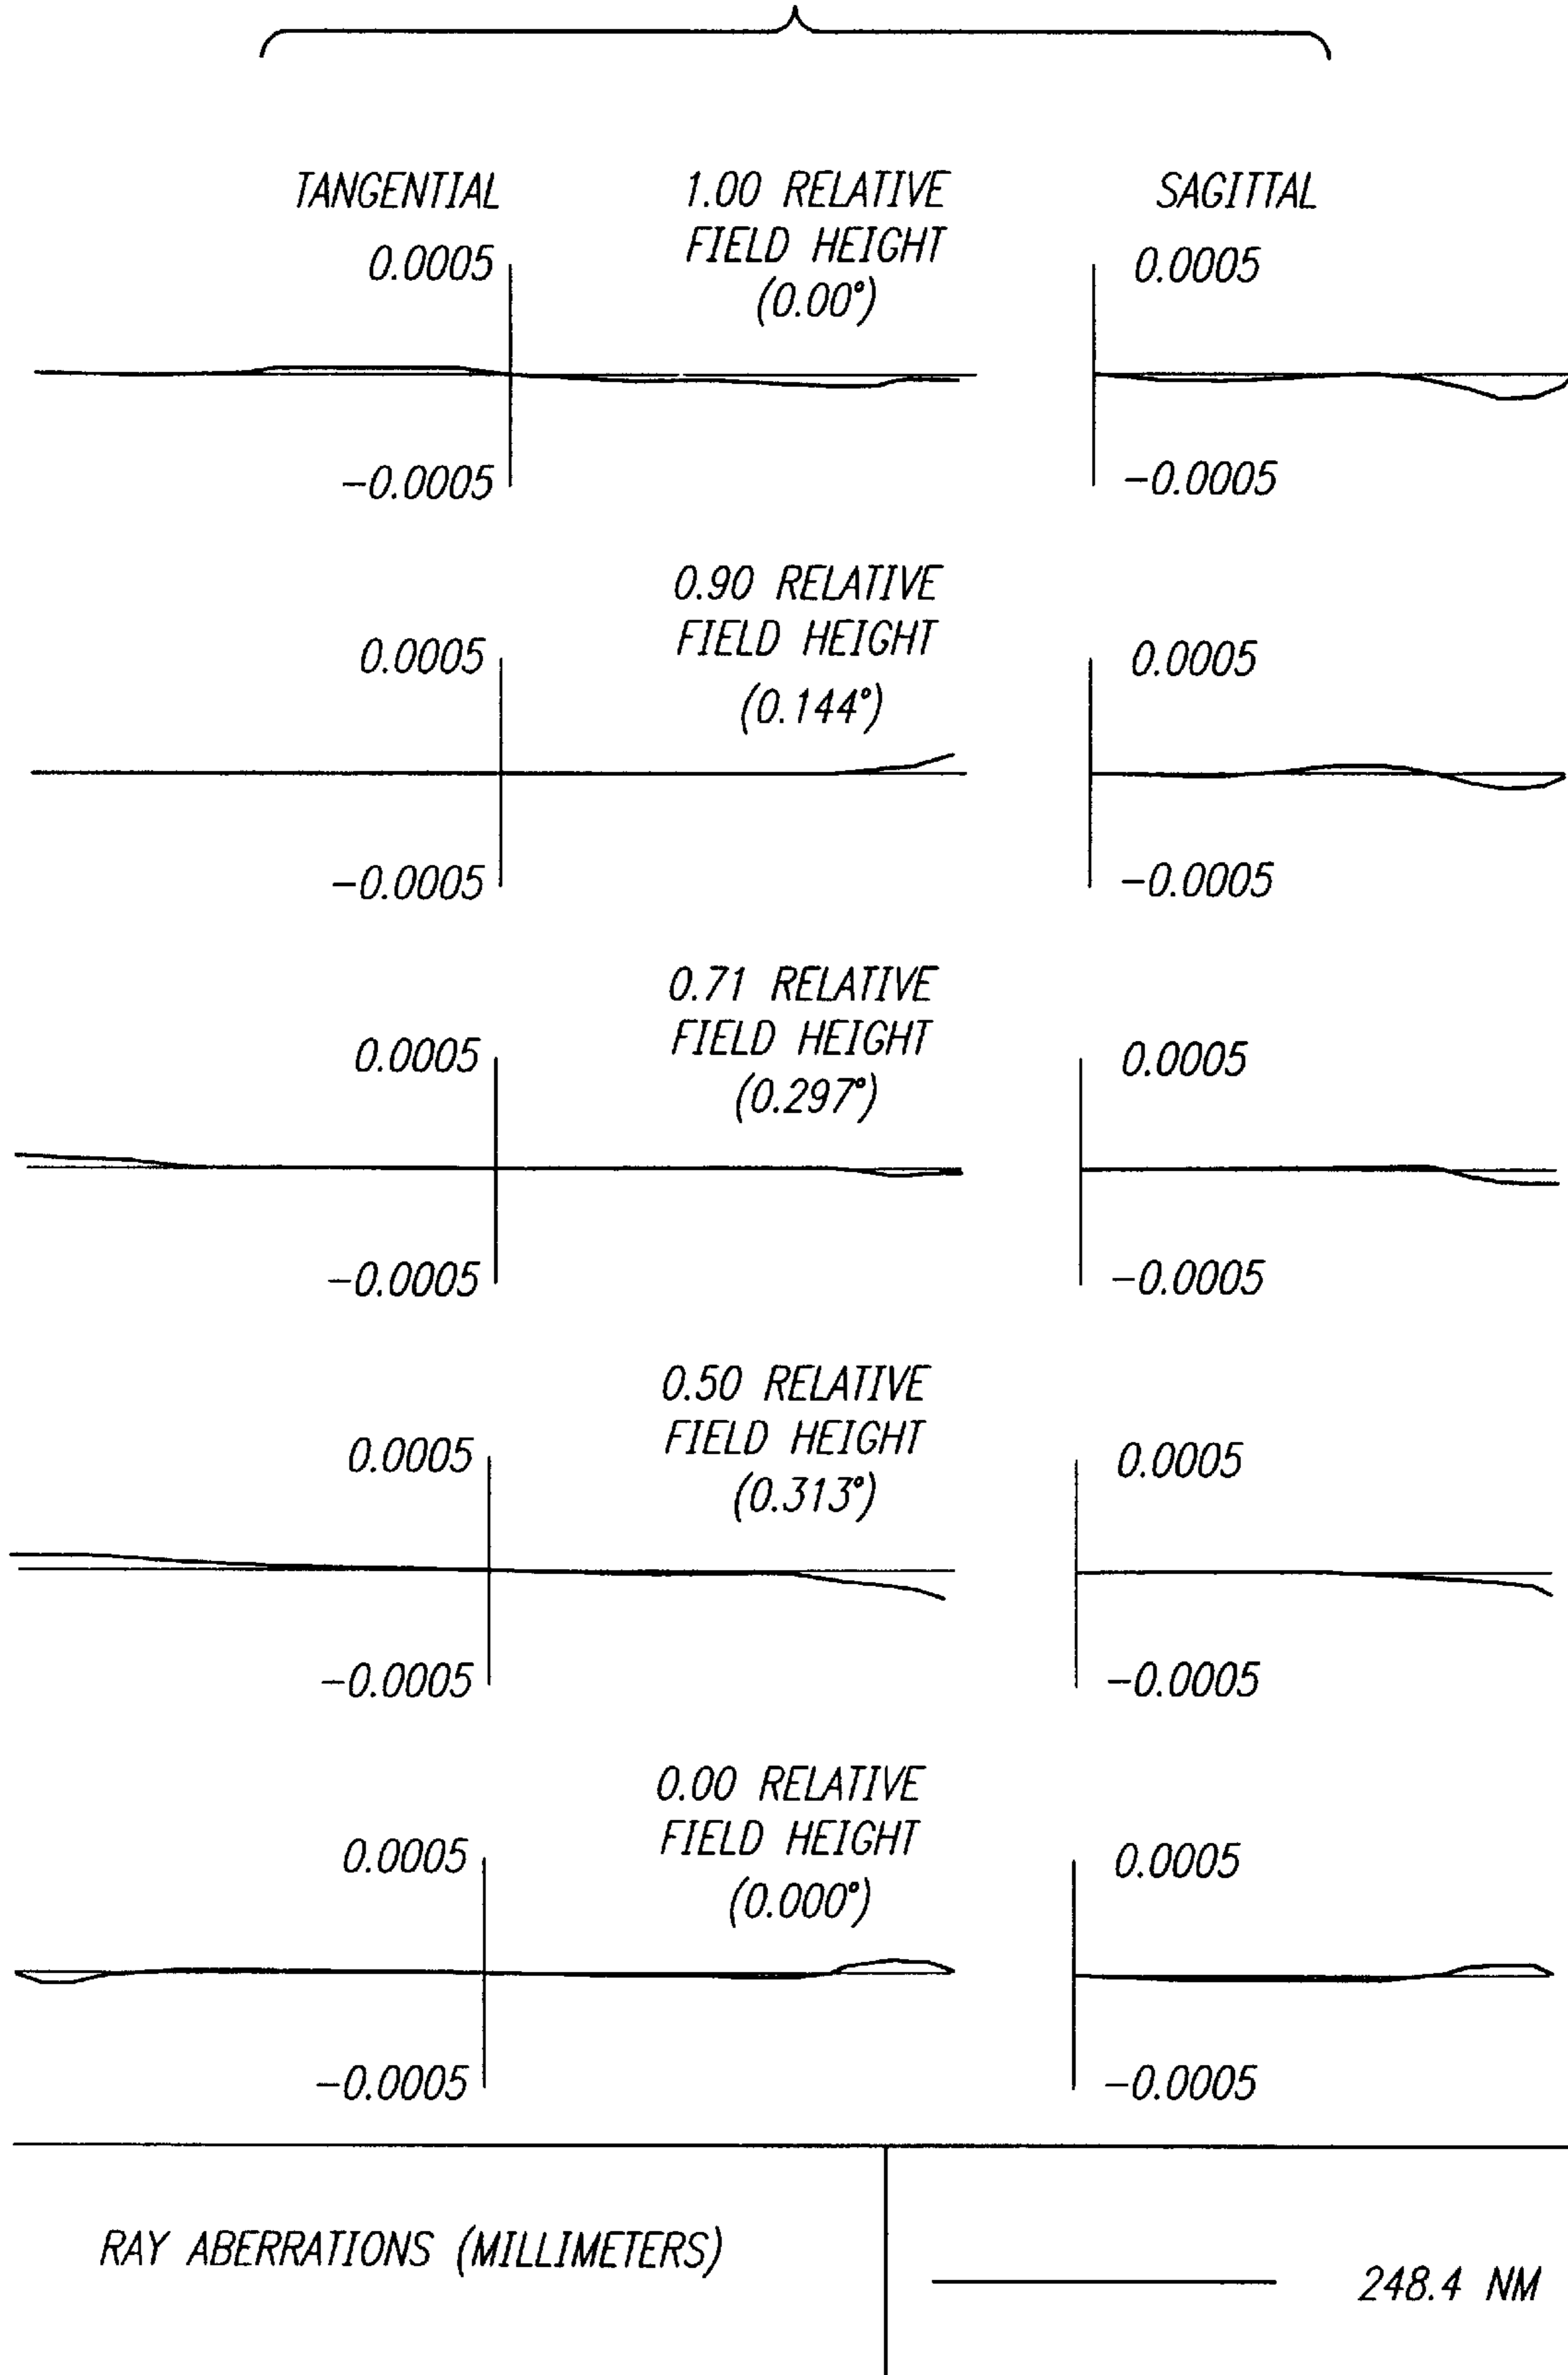 TANGENTIAL
1.00 RELATIVE
FIELD HEIGHT
(0.00°)
SAGITTAL
0.0005
0.0005
-0.0005
-0.0005
0.90 RELATIVE
FIELD HEIGHT
(0.144°)
0.0005
0.0005
-0.0005
-0.0005
0.71 RELATIVE
FIELD HEIGHT
(0.297°)
0.0005
0.0005
-0.0005
-0.0005
0.50 RELATIVE
FIELD HEIGHT
(0.313°)
0.0005
0.0005
-0.0005
-0.0005
0.00 RELATIVE
FIELD HEIGHT
(0.000°)
0.0005
0.0005
-0.0005
-0.0005
RAY ABERRATIONS (MILLIMETERS)
248.4 NM